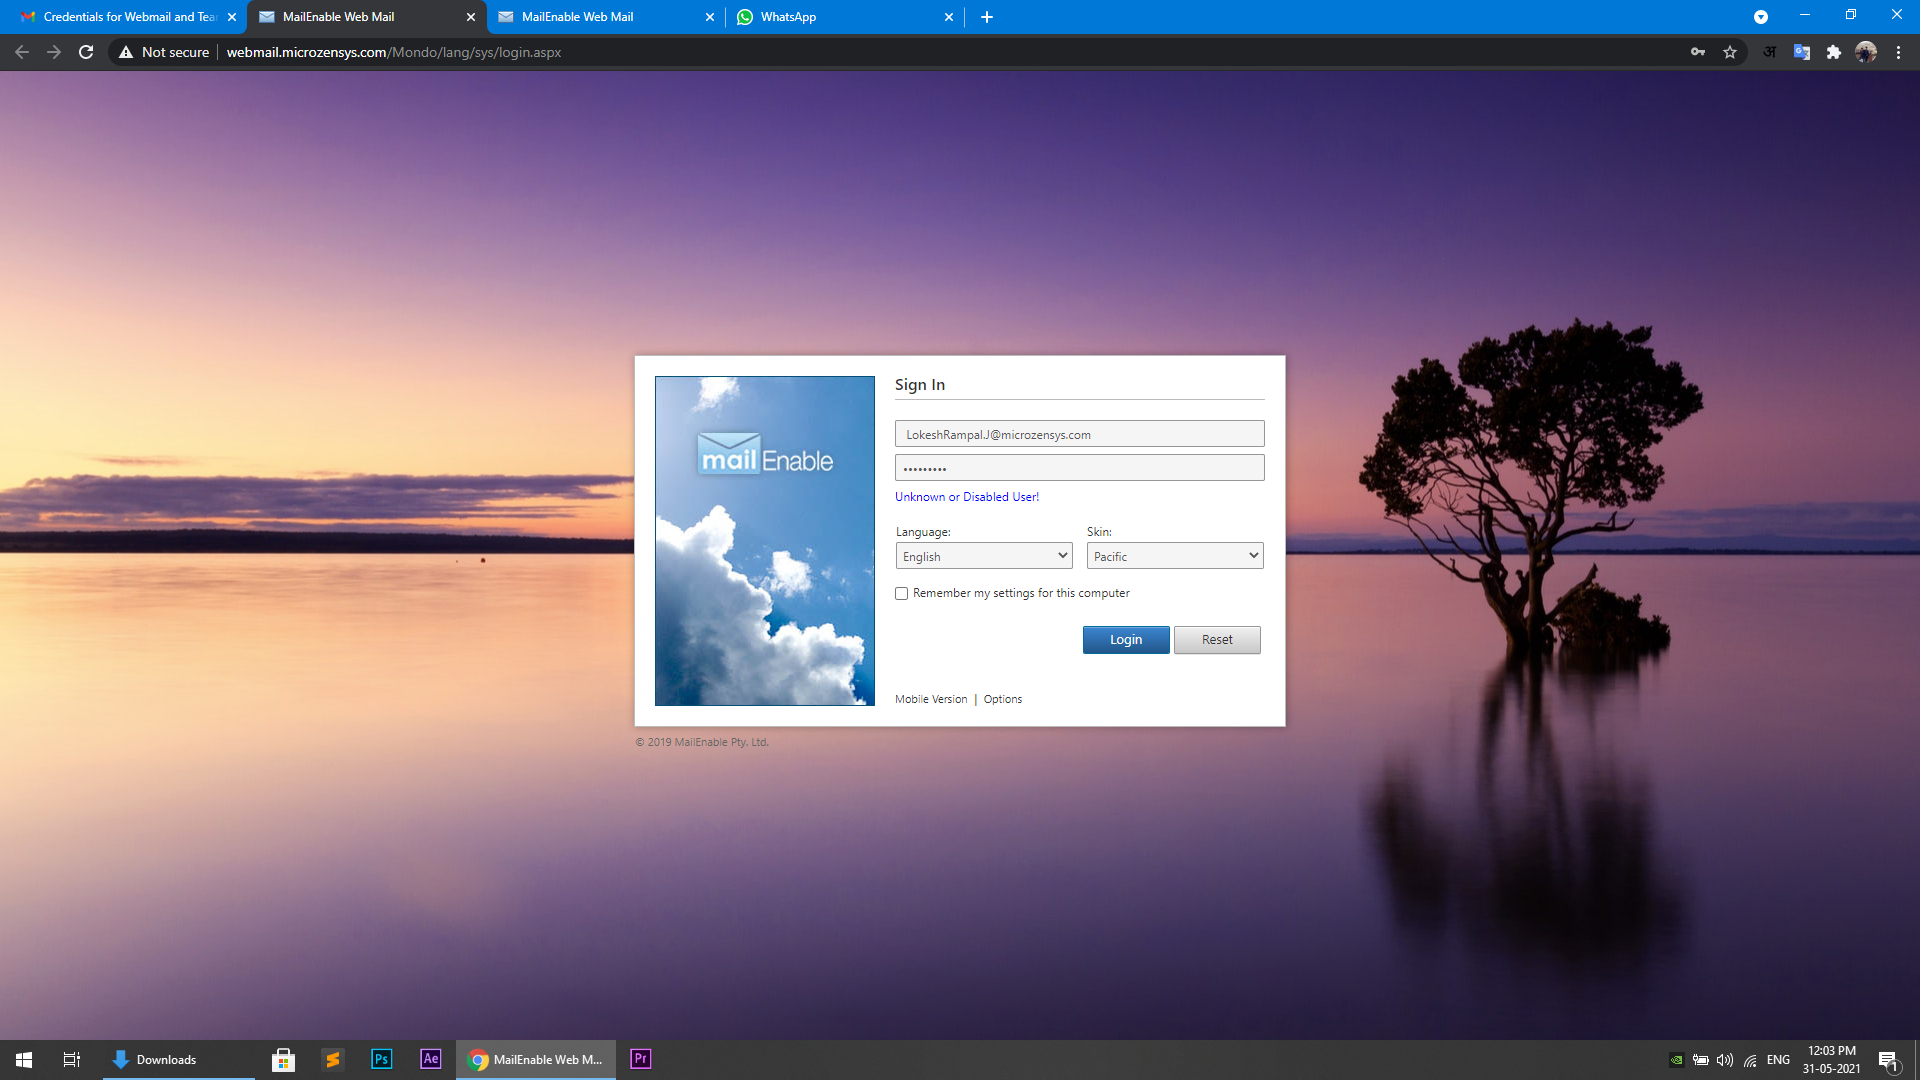 Credentials for Webmail and Tear
MailEnable Web Mail
MailEnable Web Mail
WhatsApp
Not secure
webmail.microzensys.com/Mondo/lang/sys/login.aspx
अ
Sign In
mailEnable
LokeshRampal.J@microzensys.com
•••••••••
Unknown or Disabled User!
Language: Skin:
English Pacific
Remember my settings for this computer
Login Reset
Mobile Version | Options
© 2019 MailEnable Pty. Ltd.
Downloads
Ps
Ae
MailEnable Web M...
Pr
ENG
12:03 PM
31-05-2021
1